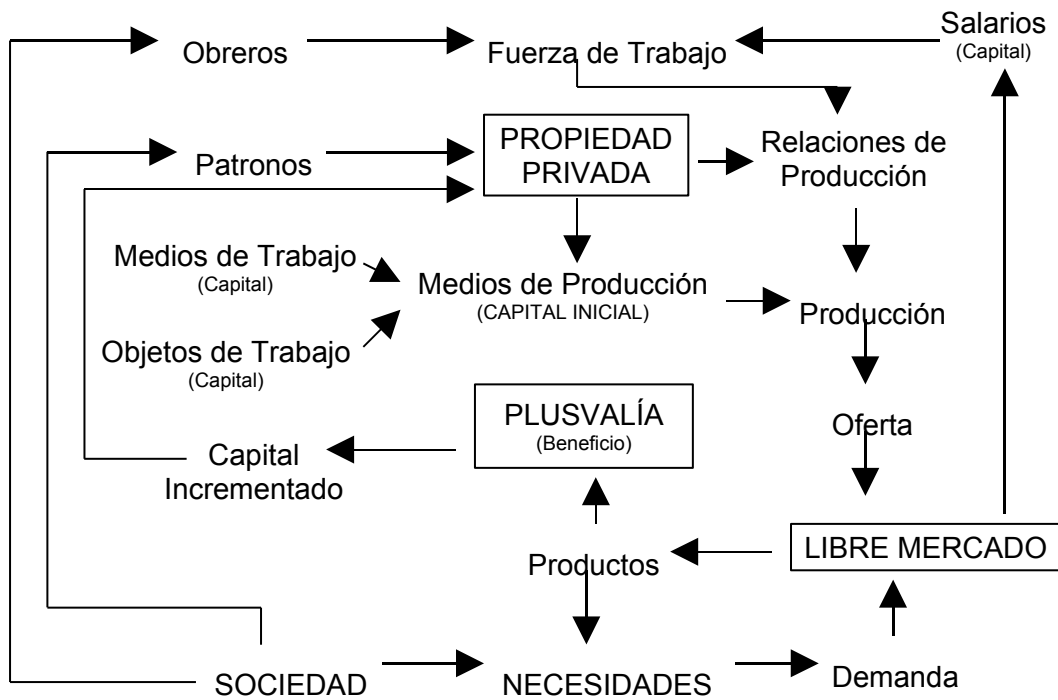 Salarios
(Capital)
Obreros
Fuerza de Trabajo
PROPIEDAD
PRIVADA
Relaciones de
Producción
Patronos
Medios de Trabajo
(Capital)
Medios de Producción
(CAPITAL INICIAL)
Producción
Objetos de Trabajo
(Capital)
PLUSVALÍA
(Beneficio)
Oferta
Capital
Incrementado
LIBRE MERCADO
Productos
SOCIEDAD
NECESIDADES
Demanda